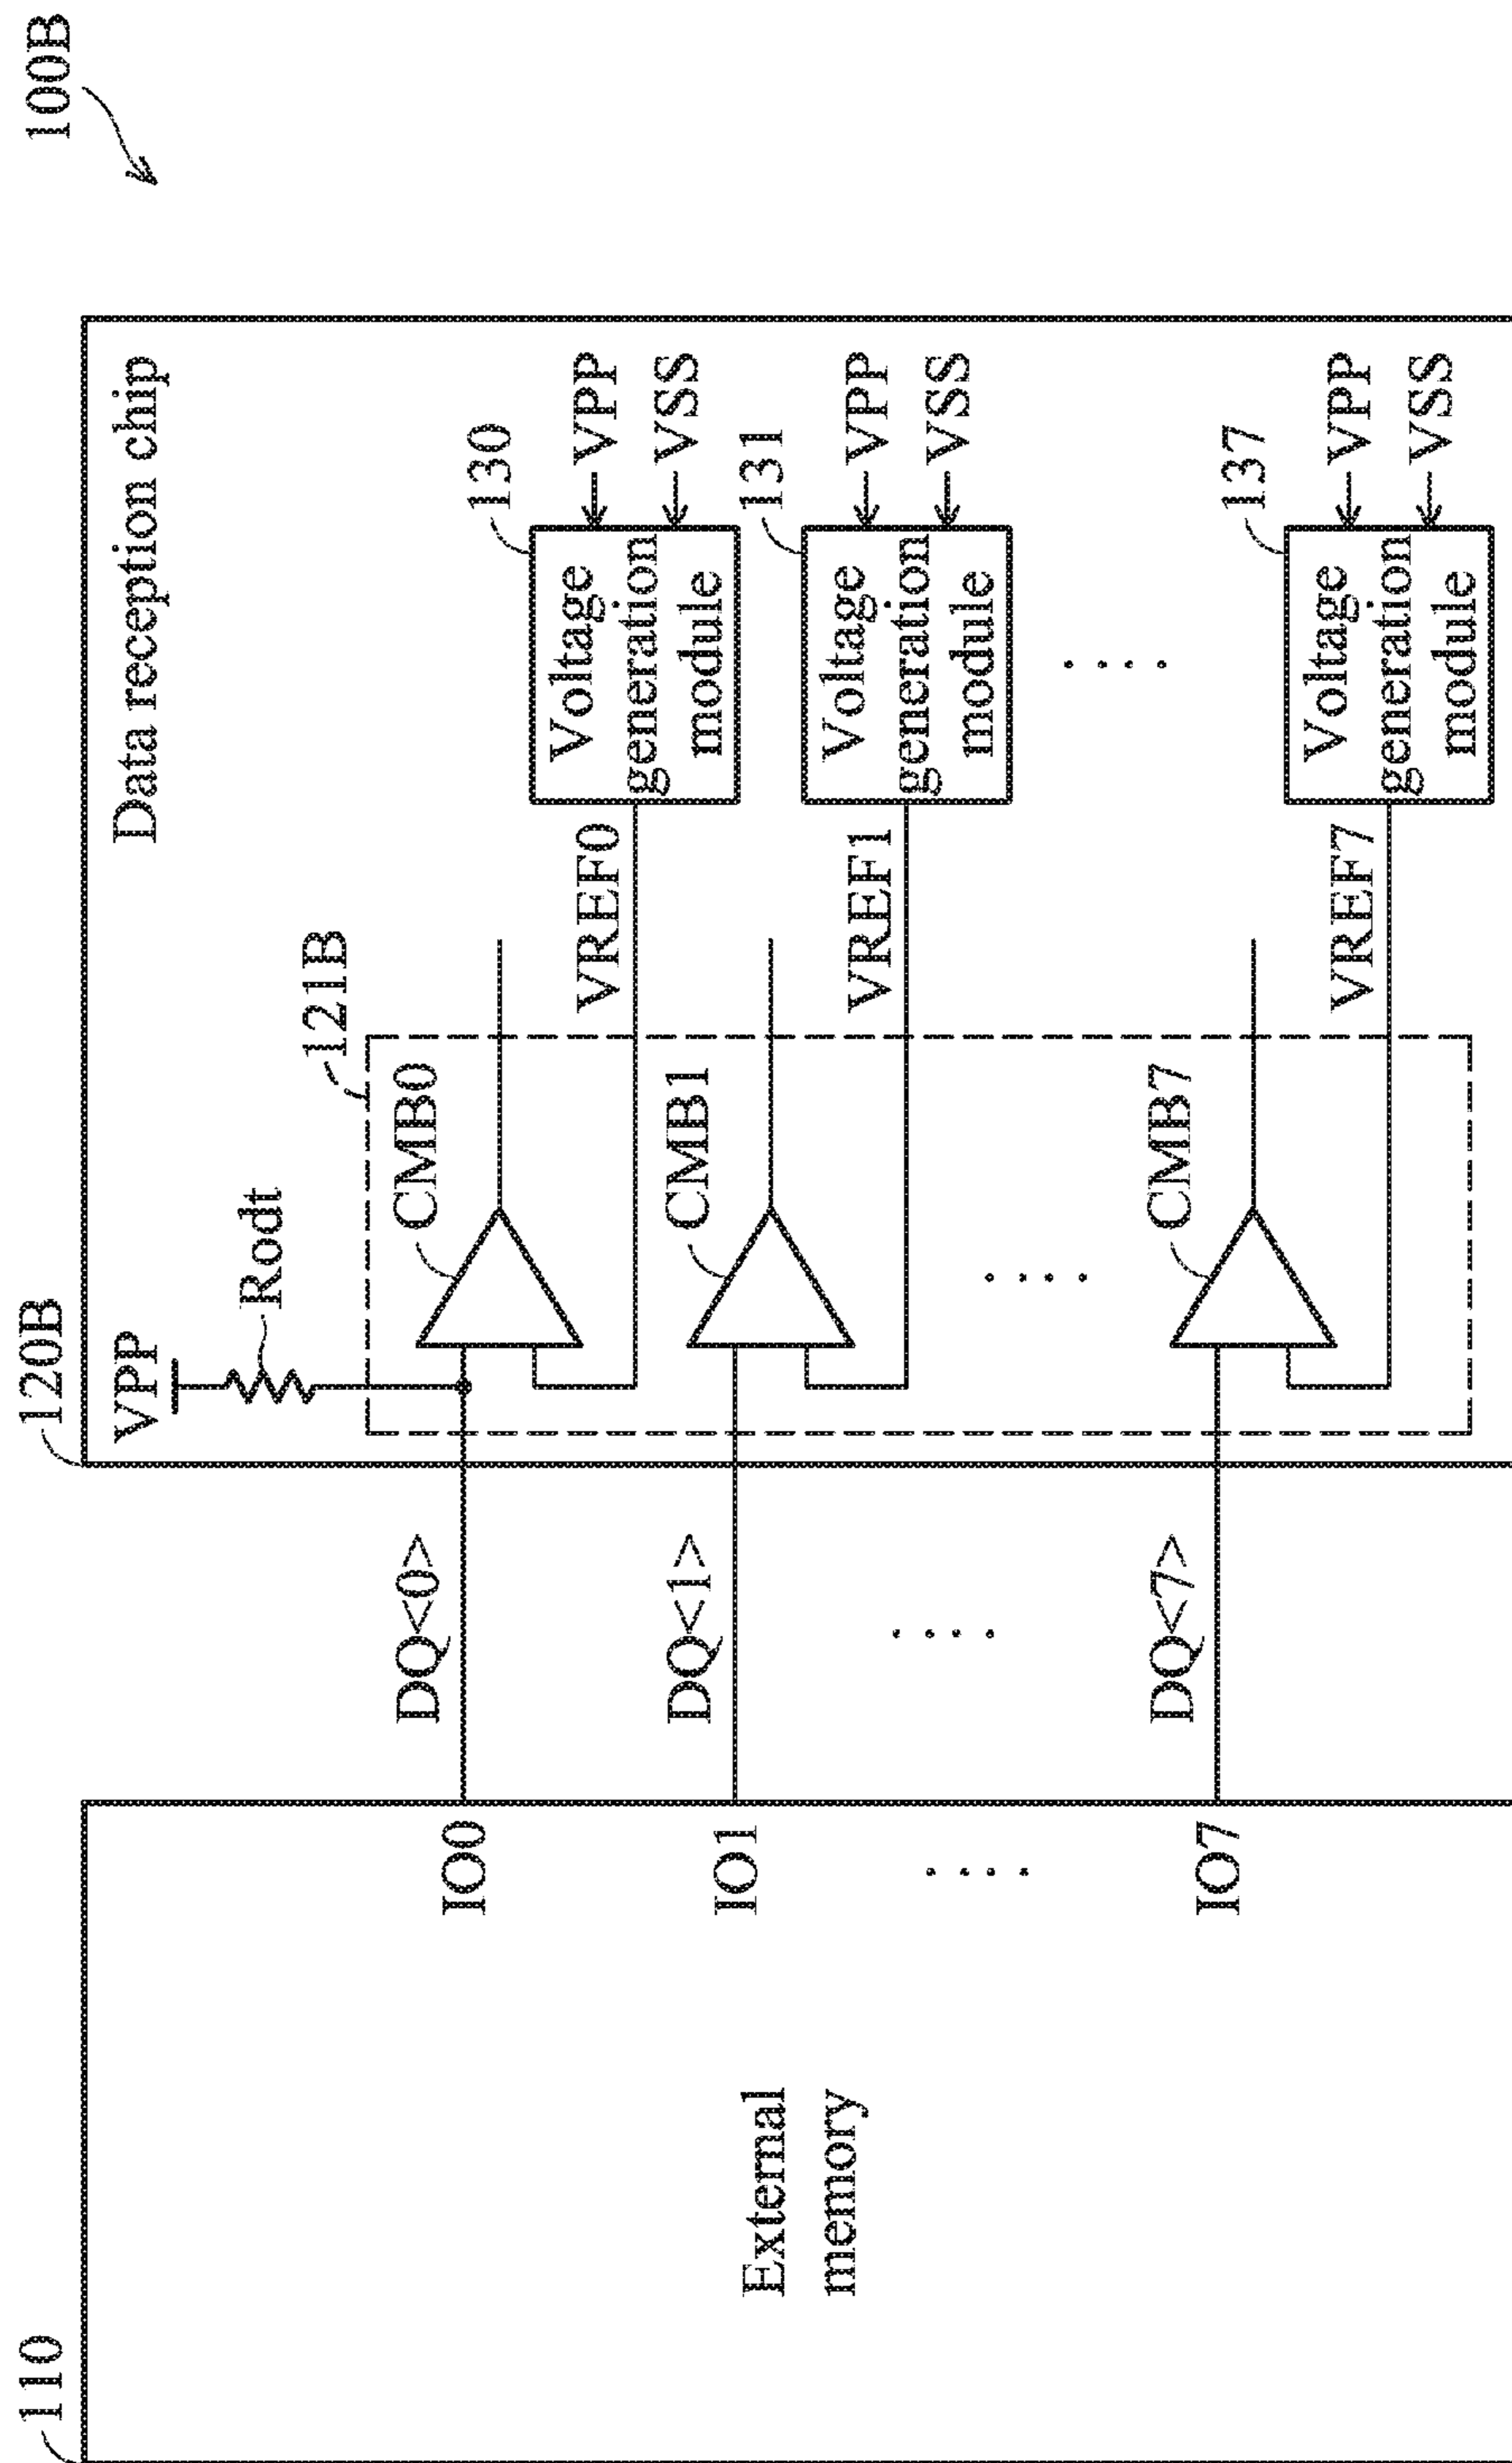 100B
110
120B
External
memory
IO0
IO1
....
IO7
DQ<0>
DQ<1>
....
DQ<7>
Data reception chip
VPP
Rodt
121B
CMB0
CMB1
....
CMB7
VREF0
VREF1
VREF7
130
Voltage
generation
module
VPP
VSS
131
Voltage
generation
module
VPP
VSS
....
137
Voltage
generation
module
VPP
VSS